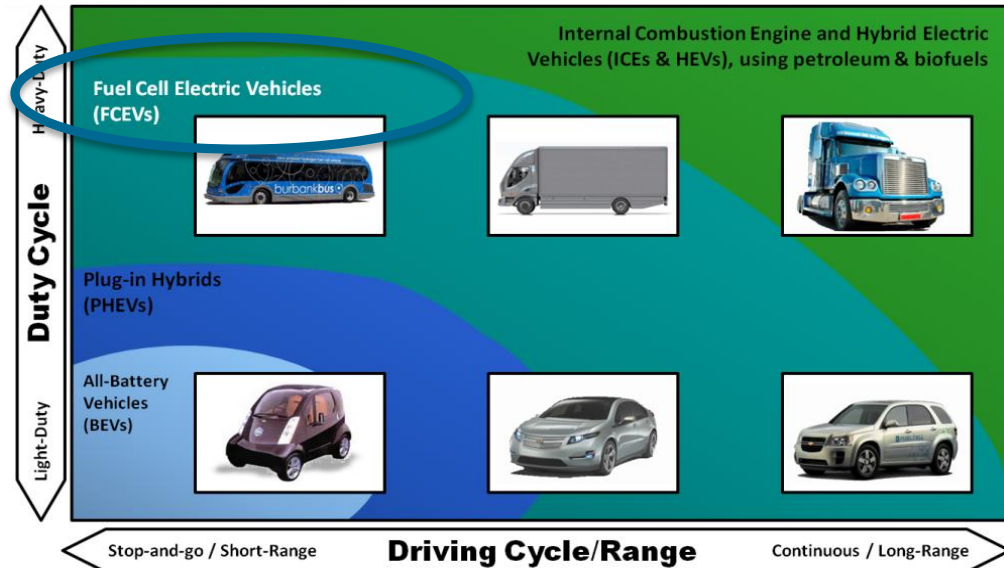 Internal Combustion Engine and Hybrid Electric
Vehicles (ICEs & HEVs), using petroleum & biofuels
Heavy-Duty
Fuel Cell Electric Vehicles
(FCEVs)
burbankbus
Duty Cycle
Plug-in Hybrids
(PHEVs)
All-Battery
Vehicles
(BEVs)
Light-Duty
FUEL CELL
Stop-and-go / Short-Range
Driving Cycle/Range
Continuous / Long-Range